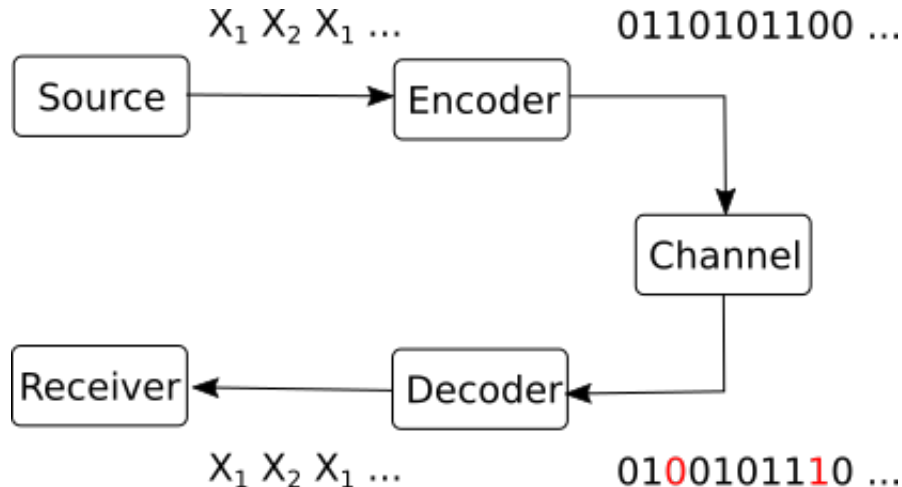 X₁ X₂ X₁ ...
0110101100 ...
Source
Encoder
Channel
Receiver
Decoder
X₁ X₂ X₁ ...
0100101110 ...